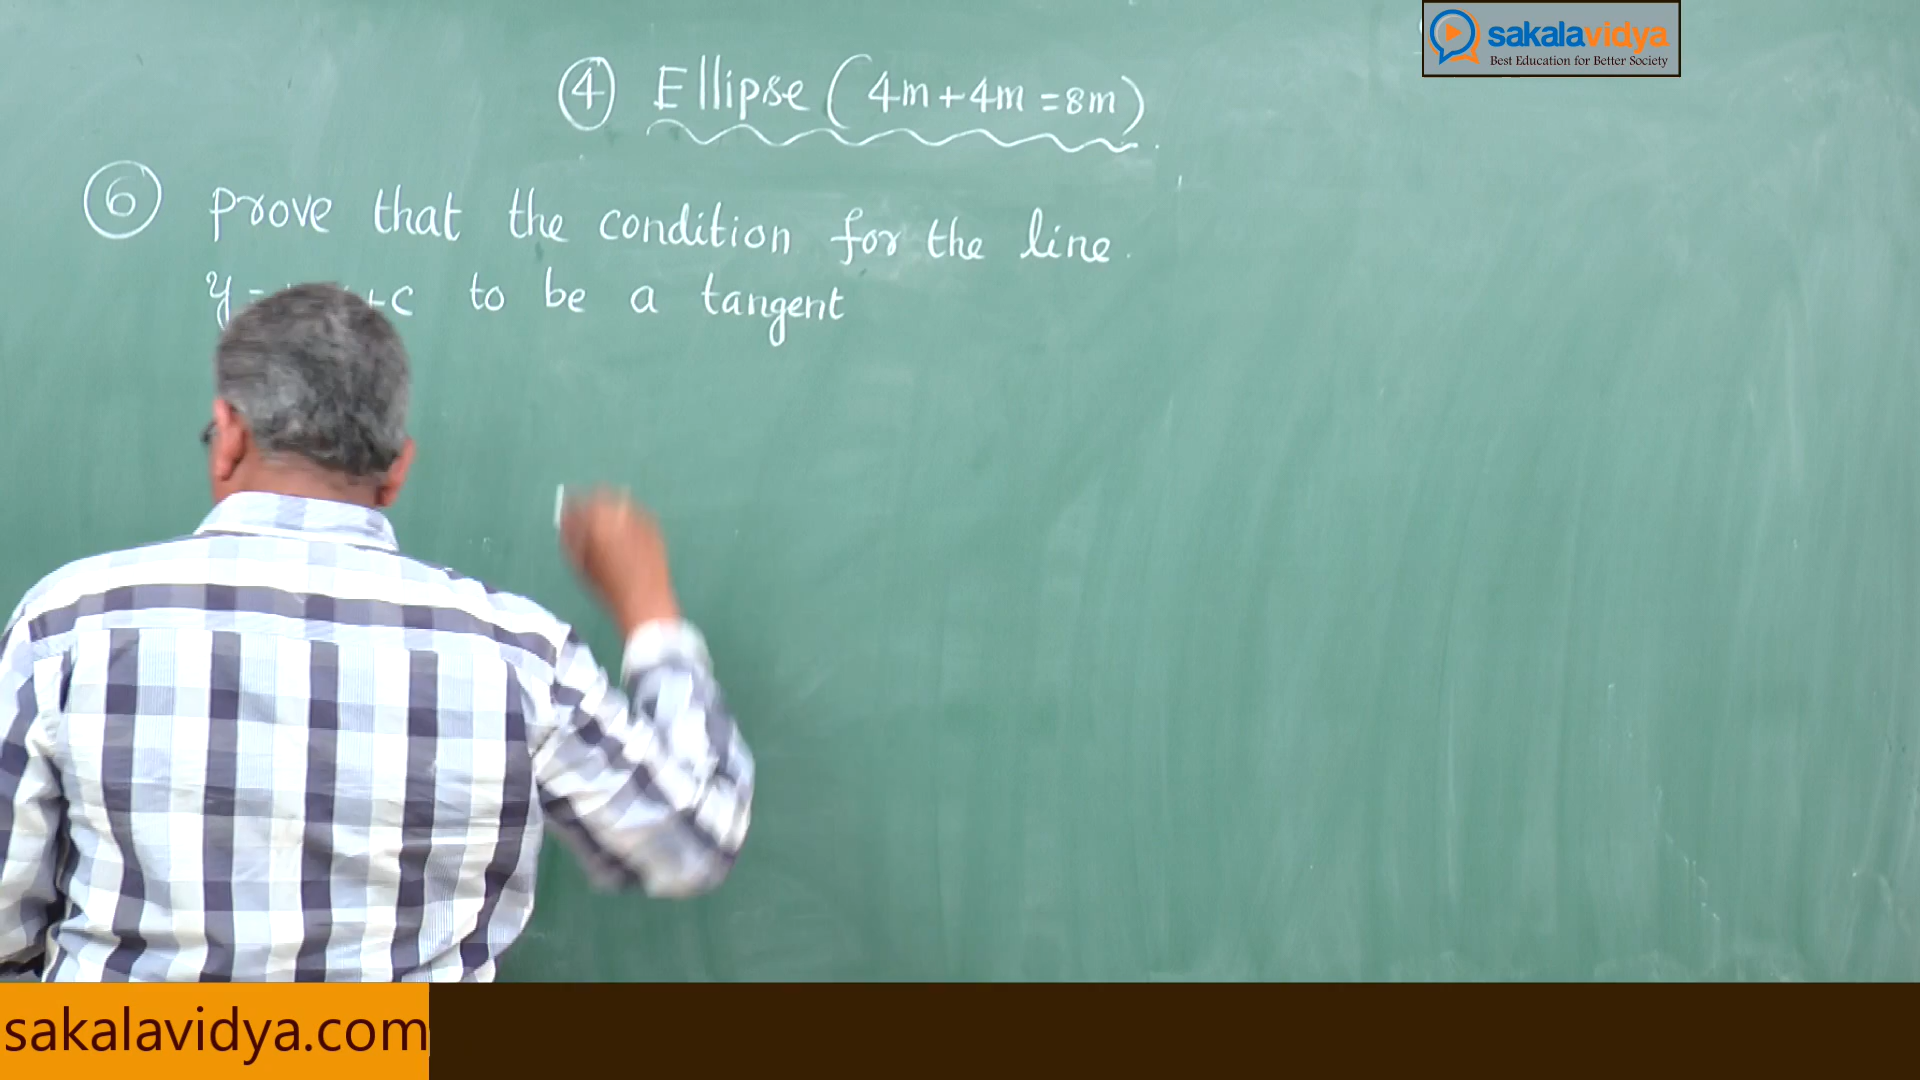 sakalavidya
Best Education for Better Society
④ Ellipse (4m+4m=8m)
⑥ prove that the condition for the line.
y= +c to be a tangent
sakalavidya.com